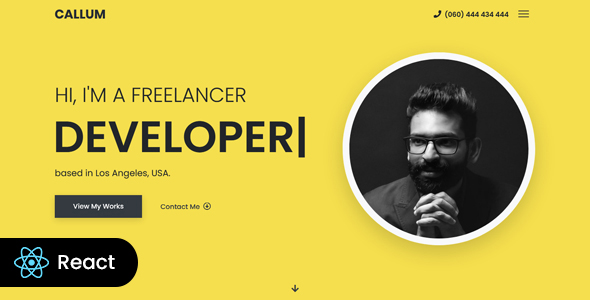 CALLUM
(060) 444 434 444
HI, I'M A FREELANCER
DEVELOPER|
based in Los Angeles, USA.
View My Works
Contact Me
React